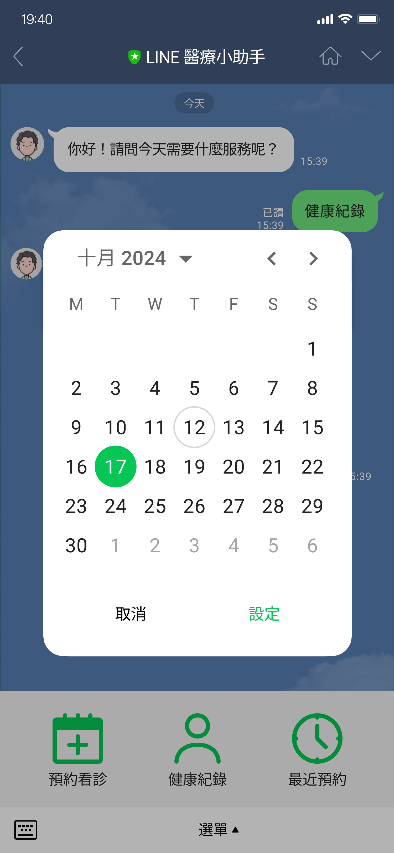 19:40
LINE 醫療小助手
今天
你好！請問今天需要什麼服務呢？
15:39
已讀
15:39
健康紀錄
十月 2024
M T W T F S S
1
2 3 4 5 6 7 8
9 10 11 12 13 14 15
16 17 18 19 20 21 22
5:39
23 24 25 26 27 28 29
30 1 2 3 4 5 6
取消 設定
預約看診 健康紀錄 最近預約
選單